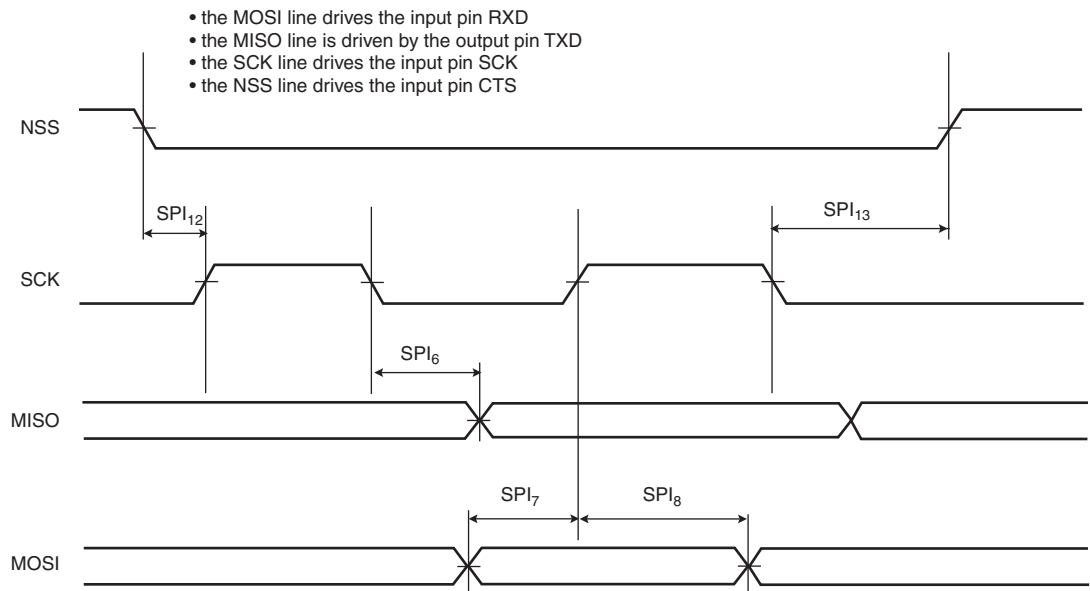 • the MOSI line drives the input pin RXD
• the MISO line is driven by the output pin TXD
• the SCK line drives the input pin SCK
• the NSS line drives the input pin CTS
NSS
SPI12
SPI13
SCK
SPI6
MISO
SPI7
SPI8
MOSI